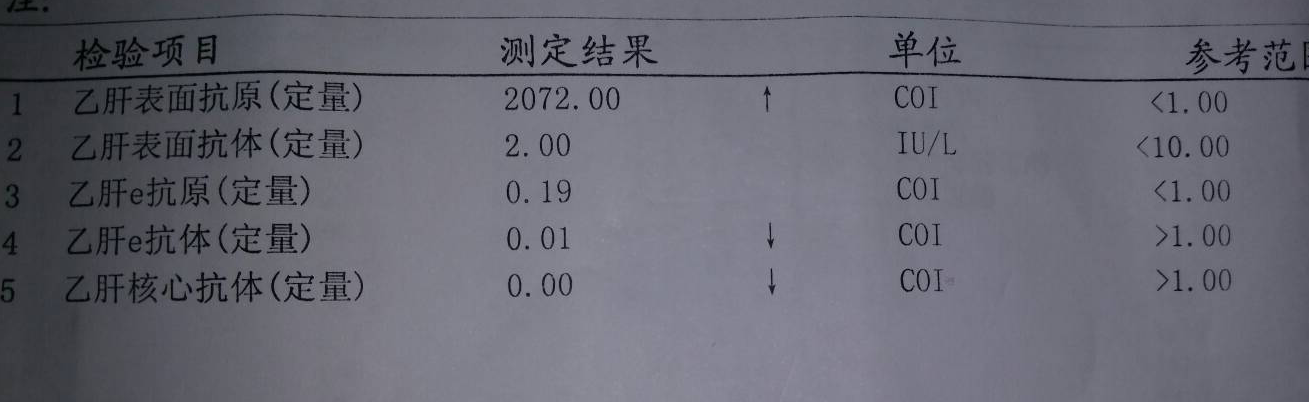 注:
检验项目 测定结果 单位 参考范
1 乙肝表面抗原(定量) 2072.00 ↑ COI <1.00
2 乙肝表面抗体(定量) 2.00 IU/L <10.00
3 乙肝e抗原(定量) 0.19 COI <1.00
4 乙肝e抗体(定量) 0.01 ↓ COI >1.00
5 乙肝核心抗体(定量) 0.00 ↓ COI >1.00